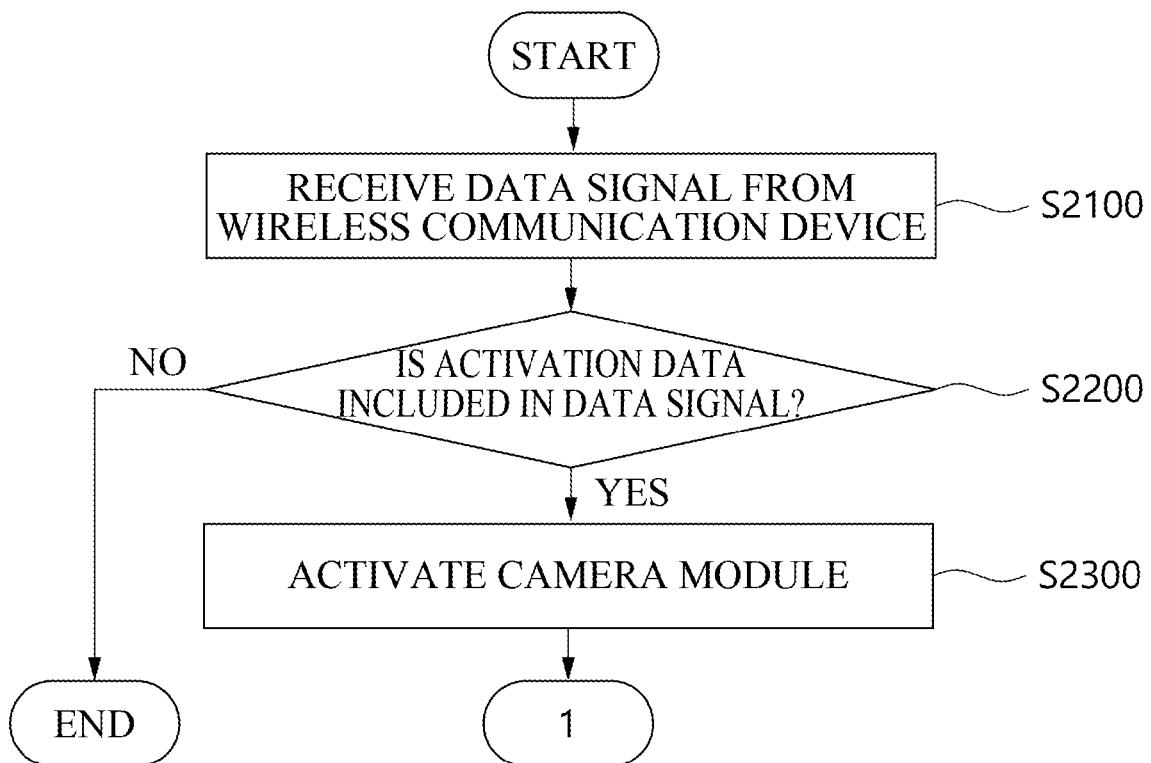 START
RECEIVE DATA SIGNAL FROM
WIRELESS COMMUNICATION DEVICE
S2100
NO
IS ACTIVATION DATA
INCLUDED IN DATA SIGNAL?
S2200
YES
ACTIVATE CAMERA MODULE
S2300
END
1